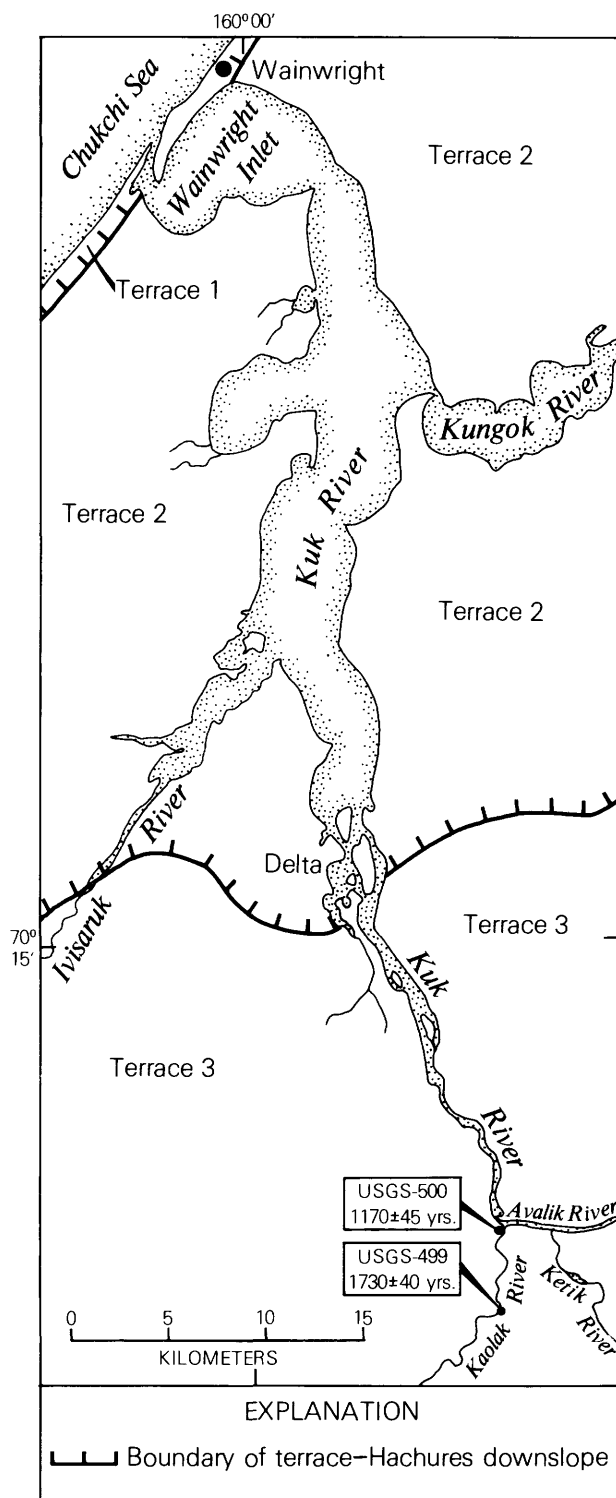 160° 00'
Chukchi Sea
Wainwright
Wainwright
Inlet
Terrace 2
Terrace 1
Kungok River
Terrace 2
Kuk River
Terrace 2
River
Ivisaruk
Delta
Terrace 3
70°
15'
Kuk
River
Terrace 3
USGS-500
1170±45 yrs.
Avalik River
USGS-499
1730±40 yrs.
Kaolak River
Ketik River
0 5 10 15
KILOMETERS
EXPLANATION
Boundary of terrace–Hachures downslope